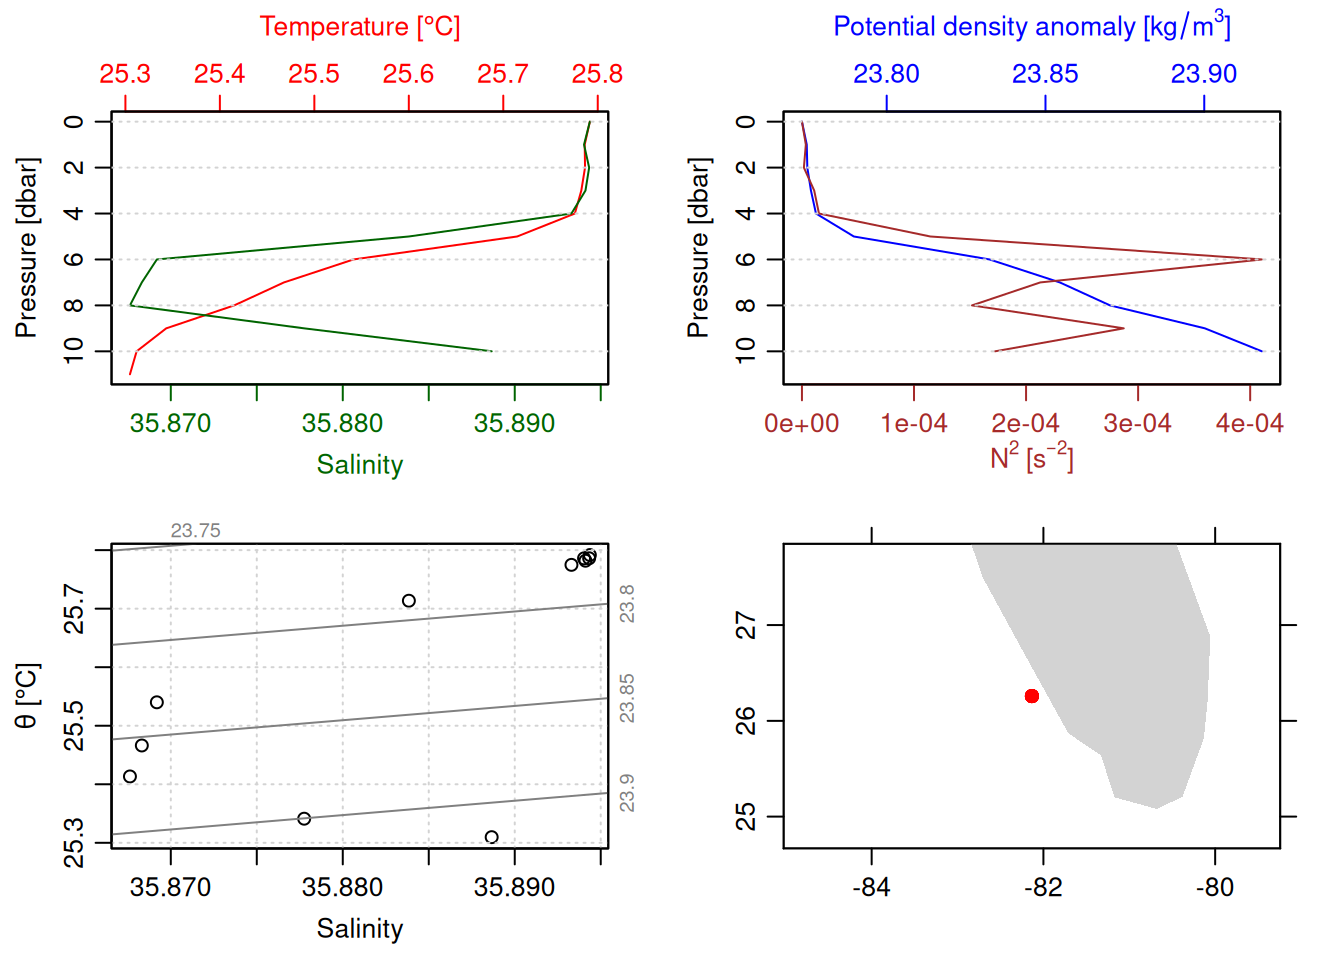 Temperature [°C]
25.3 25.4 25.5 25.6 25.7 25.8
Pressure [dbar]
0
2
4
6
8
10
35.870 35.880 35.890
Salinity
Potential density anomaly [kg/m³]
23.80 23.85 23.90
Pressure [dbar]
0
2
4
6
8
10
0e+00 1e-04 2e-04 3e-04 4e-04
N² [s⁻²]
23.75
θ [°C]
25.7
25.5
25.3
23.8
23.85
23.9
35.870 35.880 35.890
Salinity
27
26
25
-84 -82 -80